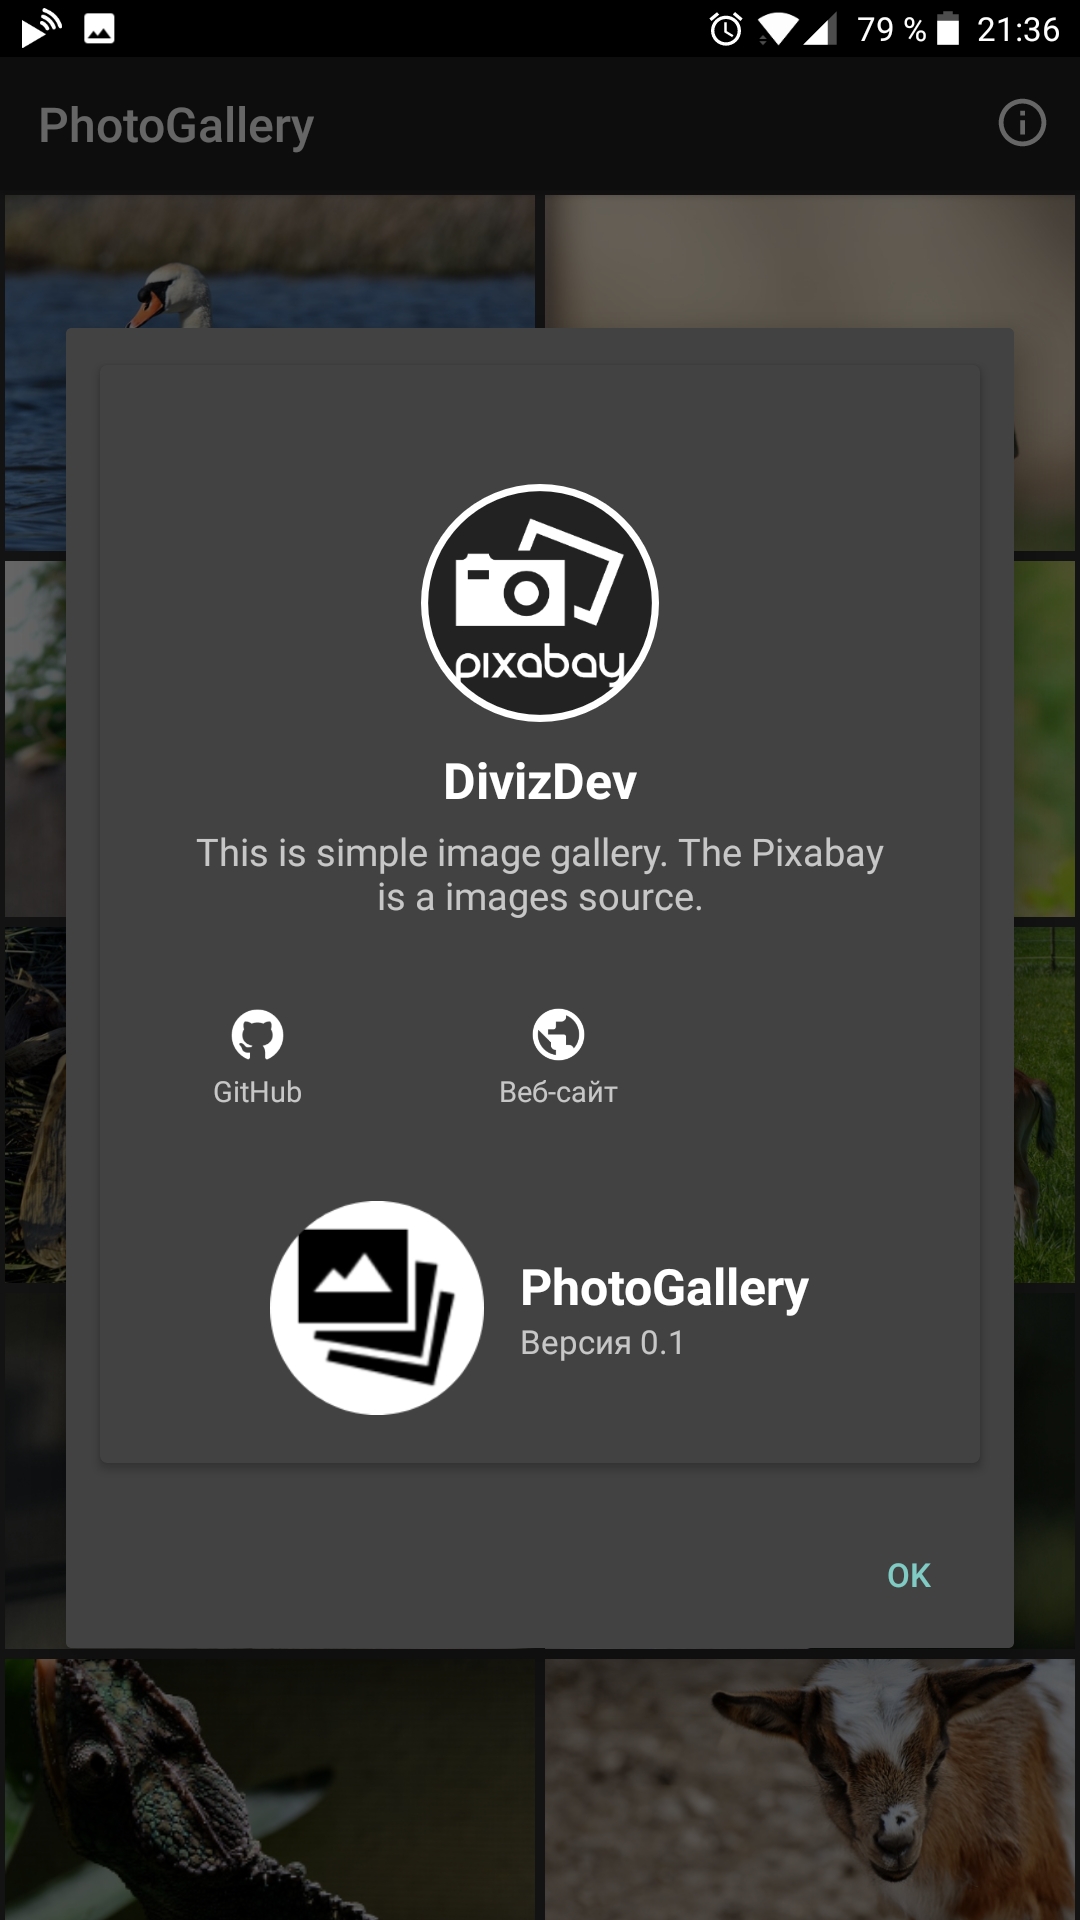 79 % 21:36
PhotoGallery
pixabay
DivizDev
This is simple image gallery. The Pixabay
is a images source.
GitHub Веб-сайт
PhotoGallery
Версия 0.1
OK